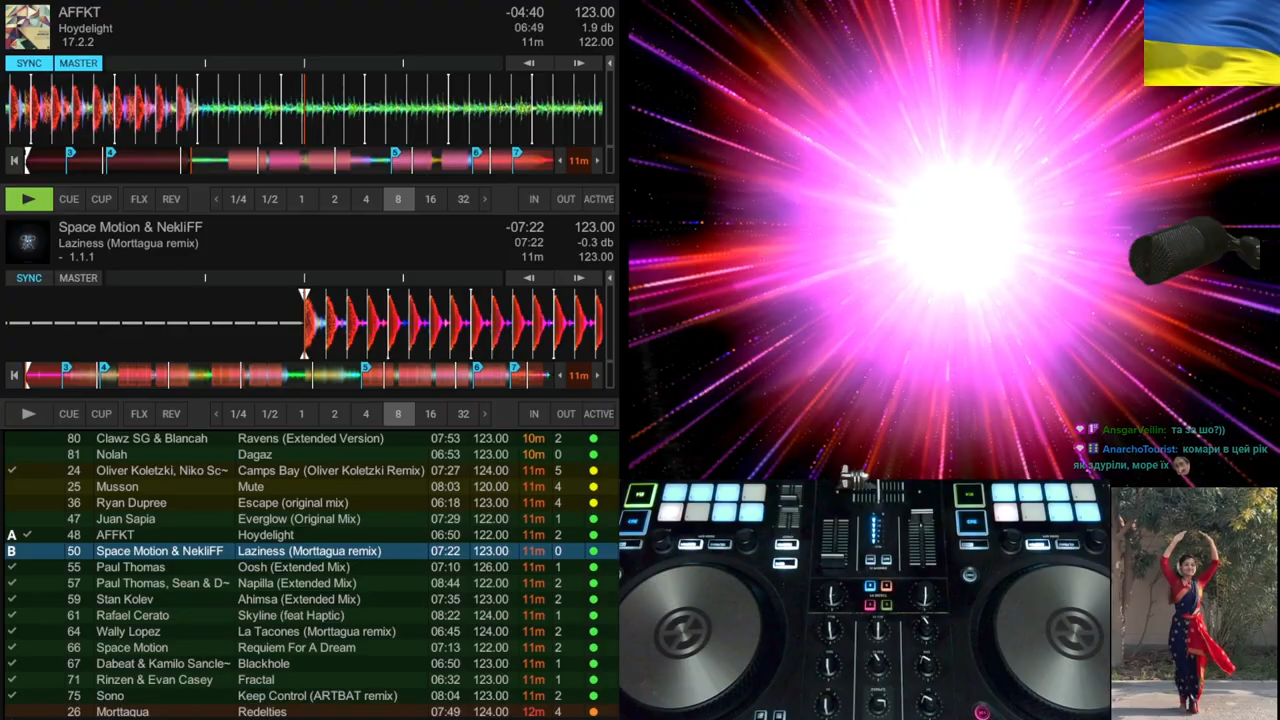 AFFKT
-04:40
123.00
Hoydelight
06:49
1.9 db
17.2.2
11m
122.00
SYNC
MASTER
3
4
5
6
7
11m
CUE
CUP
FLX
REV
1/4
1/2
1
2
4
8
16
32
IN
OUT
ACTIVE
Space Motion & NekliFF
-07:22
123.00
Laziness (Morttagua remix)
07:22
-0.3 db
- 1.1.1
11m
123.00
SYNC
MASTER
3
4
5
6
7
11m
CUE
CUP
FLX
REV
1/4
1/2
1
2
4
8
16
32
IN
OUT
ACTIVE
80 Clawz SG & Blancah Ravens (Extended Version) 07:53 123.00 10m 2
81 Nolah Dagaz 06:53 123.00 10m 0
24 Oliver Koletzki, Niko Sc~ Camps Bay (Oliver Koletzki Remix) 07:27 124.00 11m 5
25 Musson Mute 08:03 120.00 11m 4
36 Ryan Dupree Escape (original mix) 06:18 123.00 11m 4
47 Juan Sapia Everglow (Original Mix) 07:29 122.00 11m 1
A 48 AFFKT Hoydelight 06:50 122.00 11m 2
B 50 Space Motion & NekliFF Laziness (Morttagua remix) 07:22 123.00 11m 0
55 Paul Thomas Oosh (Extended Mix) 07:10 126.00 11m 1
57 Paul Thomas, Sean & D~ Napilla (Extended Mix) 08:44 122.00 11m 2
59 Stan Kolev Ahimsa (Extended Mix) 07:35 122.00 11m 1
61 Rafael Cerato Skyline (feat Haptic) 08:22 124.00 11m 1
64 Wally Lopez La Tacones (Morttagua remix) 06:45 124.00 11m 2
66 Space Motion Requiem For A Dream 07:13 122.00 11m 2
67 Dabeat & Kamilo Sancle~ Blackhole 06:50 123.00 11m 1
71 Rinzen & Evan Casey Fractal 06:32 123.00 11m 1
75 Sono Keep Control (ARTBAT remix) 08:04 123.00 11m 2
26 Morttagua Redelties 07:49 124.00 12m 4
AnsgarVeilin: та за шо?))
AnarchoTourist: комари в цей рік
як здуріли, море їх